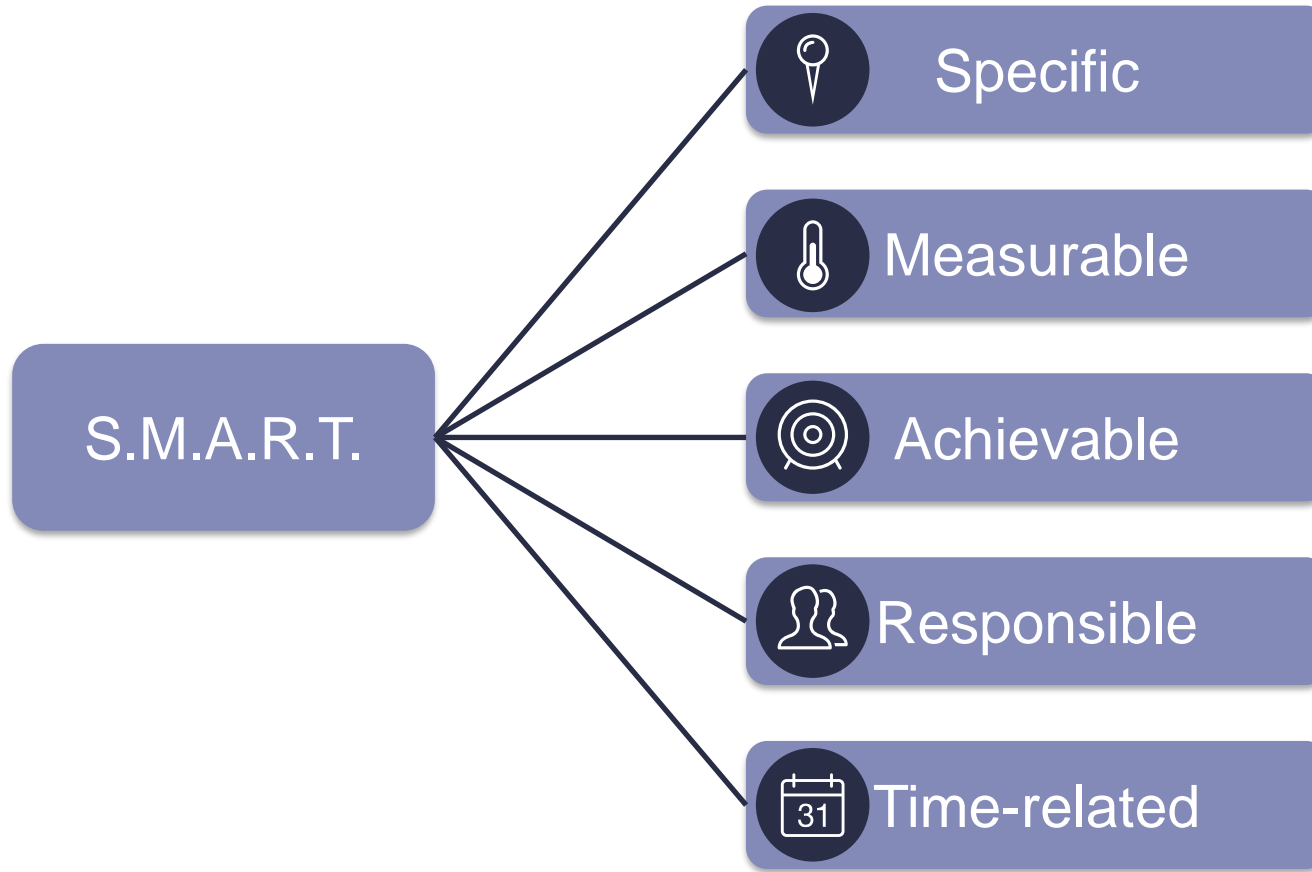 Specific
Measurable
S.M.A.R.T.
Achievable
Responsible
31
Time-related